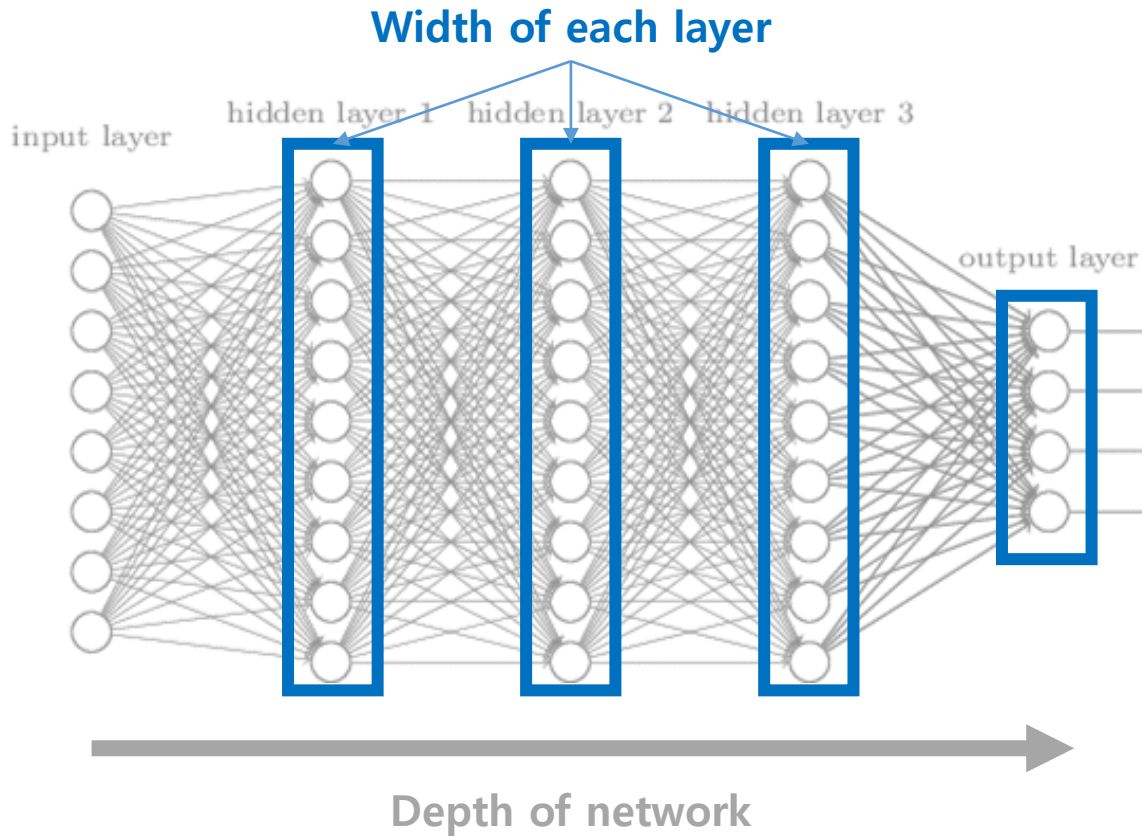 Width of each layer
input layer
hidden layer 1
hidden layer 2
hidden layer 3
output layer
Depth of network